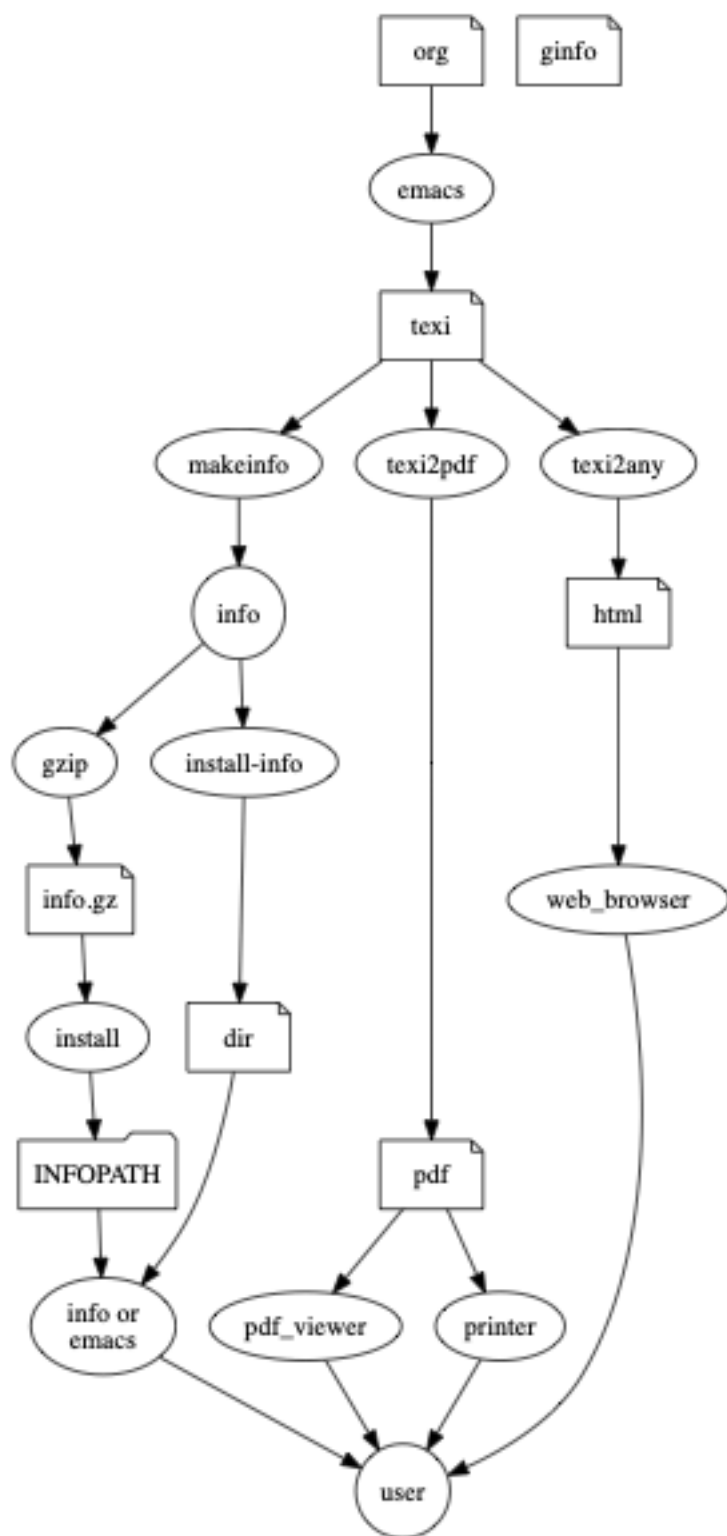 org
ginfo
emacs
texi
makeinfo
texi2pdf
texi2any
info
html
gzip
install-info
info.gz
web_browser
install
dir
INFOPATH
pdf
info or
emacs
pdf_viewer
printer
user